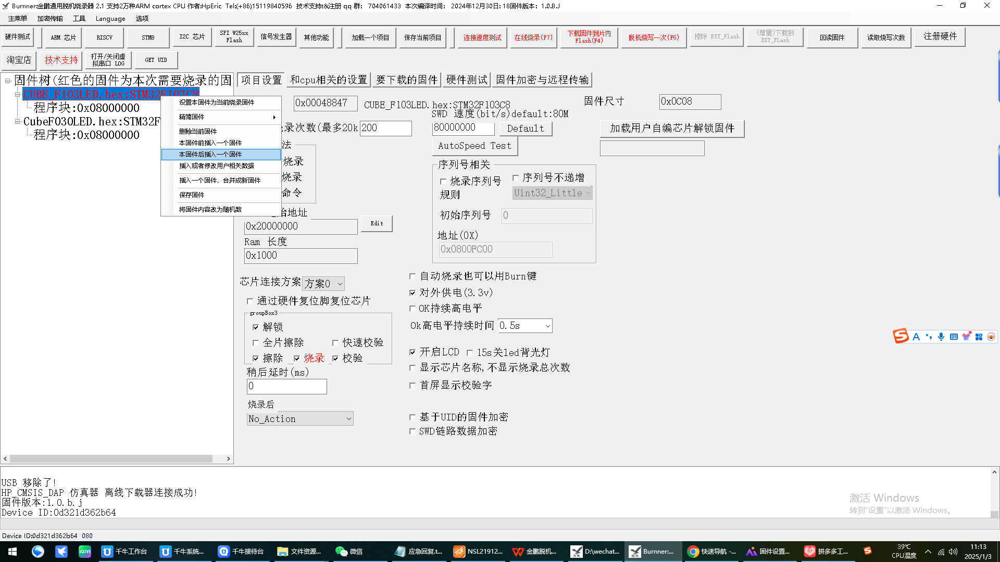 Burnner:金鹏通用脱机烧录器 2.1 支持2万种ARM cortex CPU 作者:HpEric Tel:(+86)15119840596 技术支持t&注册 qq 群: 704061433 本次编译时间: 2024年12月30日: 18固件版本: 1.0.B.J
主菜单 加密传输 工具 Language 选项
硬件测试 ARM 芯片 RISCV STM8 I2C 芯片 SPI W25xx Flash 信号发生器 其他功能 加载一个项目 保存当前项目 连接速度测试 在线烧录(F7) 下载固件到片内 Flash(F4) 脱机烧写一次(F5) 擦除 EXT_Flash (增量)下载到 EXT_FLash 回读固件 读取烧写次数 注册硬件
淘宝店 技术支持 打开/关闭虚拟串口 LOG GET UID
固件树(红色的固件为本次需要烧录的固
CUBE_F103LED.hex:STM32F103C8
程序块:0x08000000
CubeF030LED.hex:STM32F
程序块:0x08000000
设置本固件为当前烧录固件
精简固件
删除当前固件
本固件前插入一个固件
本固件后插入一个固件
插入或者修改用户相关数据
插入一个固件，合并成新固件
保存固件
将固件内容改为随机数
项目设置 和cpu相关的设置 要下载的固件 硬件测试 固件加密与远程传输
0x00048847 CUBE_F103LED.hex:STM32F103C8 固件尺寸 0x0C08
SWD 速度(bit/s)default:80M
录次数(最多20k 200 80000000 Default 加载用户自编芯片解锁固件
法 AutoSpeed Test
烧录
烧录
命令
序列号相关
烧录序列号 序列号不递增
规则 Uint32_Little
初始序列号 0
地址(0X)
0x0800FC00
地址
0x20000000 Edit
Ram 长度
0x1000
芯片连接方案 方案0
通过硬件复位脚复位芯片
groupBox3
解锁
全片擦除 快速校验
擦除 烧录 校验
稍后延时(ms)
0
烧录后
No_Action
自动烧录也可以用Burn键
对外供电(3.3v)
OK持续高电平
Ok高电平持续时间 0.5s
开启LCD 15s关led背光灯
显示芯片名称,不显示烧录总次数
首屏显示校验字
基于UID的固件加密
SWD链路数据加密
USB 移除了!
HP_CMSIS_DAP 仿真器 离线下载器连接成功!
固件版本:1.0.b.j
Device ID:0d321d362b64
激活 Windows
转到"设置"以激活 Windows。
Device ID:0d321d362b64 080
千牛工作台 千牛系统... 千牛接待台 文件资源... 微信 应急回复.t... NSL21912... 金鹏脱机... D:\wechat... Burnner:... 快速导航 -... 固件设置... 拼多多工...
39℃
CPU温度
11:13
2025/1/3